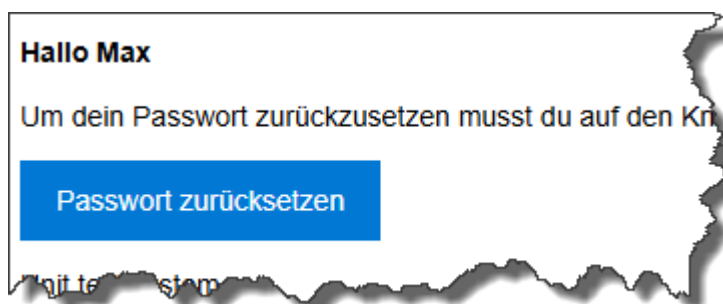 Hallo Max
Um dein Passwort zurückzusetzen musst du auf den
Passwort zurücksetzen